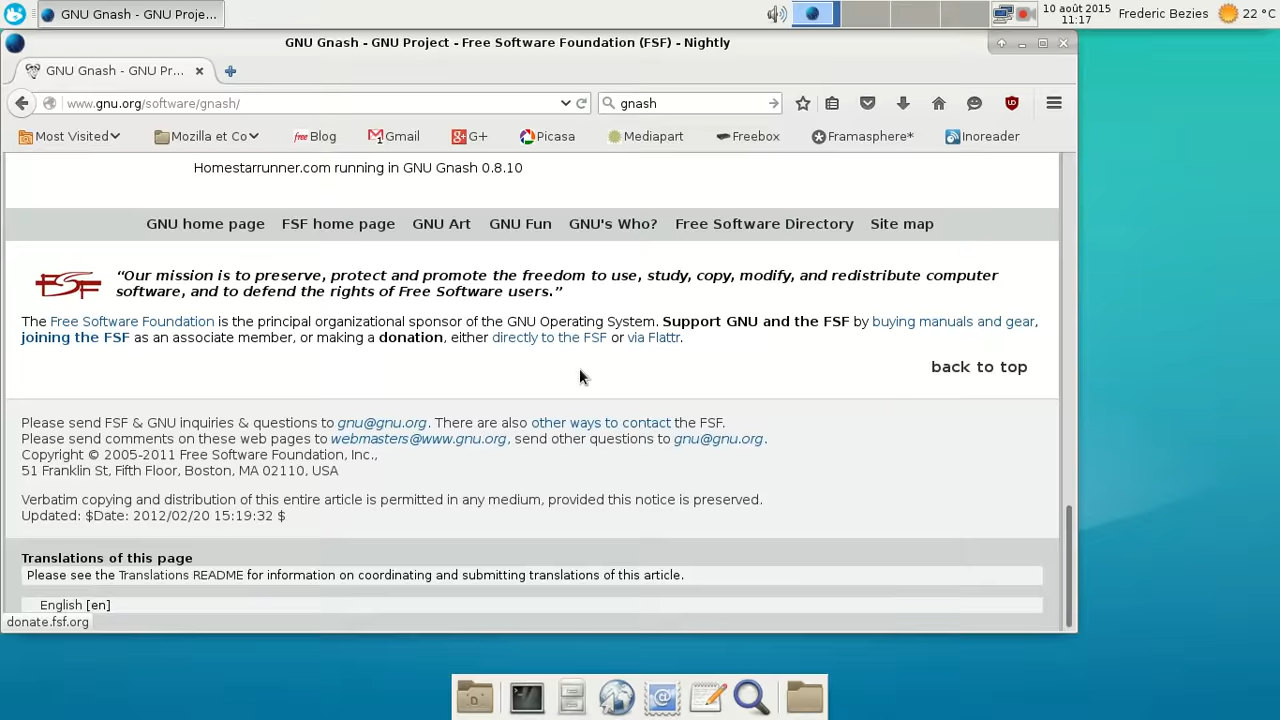 GNU Gnash - GNU Proje...
10 août 2015
11:17
Frederic Bezies
22 °C
GNU Gnash - GNU Project - Free Software Foundation (FSF) - Nightly
GNU Gnash - GNU Pr...
www.gnu.org/software/gnash/
gnash
Most Visited
Mozilla et Co
free Blog
Gmail
G+
Picasa
Mediapart
Freebox
Framasphere*
Inoreader
Homestarrunner.com running in GNU Gnash 0.8.10
GNU home page FSF home page GNU Art GNU Fun GNU's Who? Free Software Directory Site map
FSF
“Our mission is to preserve, protect and promote the freedom to use, study, copy, modify, and redistribute computer
software, and to defend the rights of Free Software users.”
The Free Software Foundation is the principal organizational sponsor of the GNU Operating System. Support GNU and the FSF by buying manuals and gear,
joining the FSF as an associate member, or making a donation, either directly to the FSF or via Flattr.
back to top
Please send FSF & GNU inquiries & questions to gnu@gnu.org. There are also other ways to contact the FSF.
Please send comments on these web pages to webmasters@www.gnu.org, send other questions to gnu@gnu.org.
Copyright © 2005-2011 Free Software Foundation, Inc.,
51 Franklin St, Fifth Floor, Boston, MA 02110, USA
Verbatim copying and distribution of this entire article is permitted in any medium, provided this notice is preserved.
Updated: $Date: 2012/02/20 15:19:32 $
Translations of this page
Please see the Translations README for information on coordinating and submitting translations of this article.
English [en]
donate.fsf.org